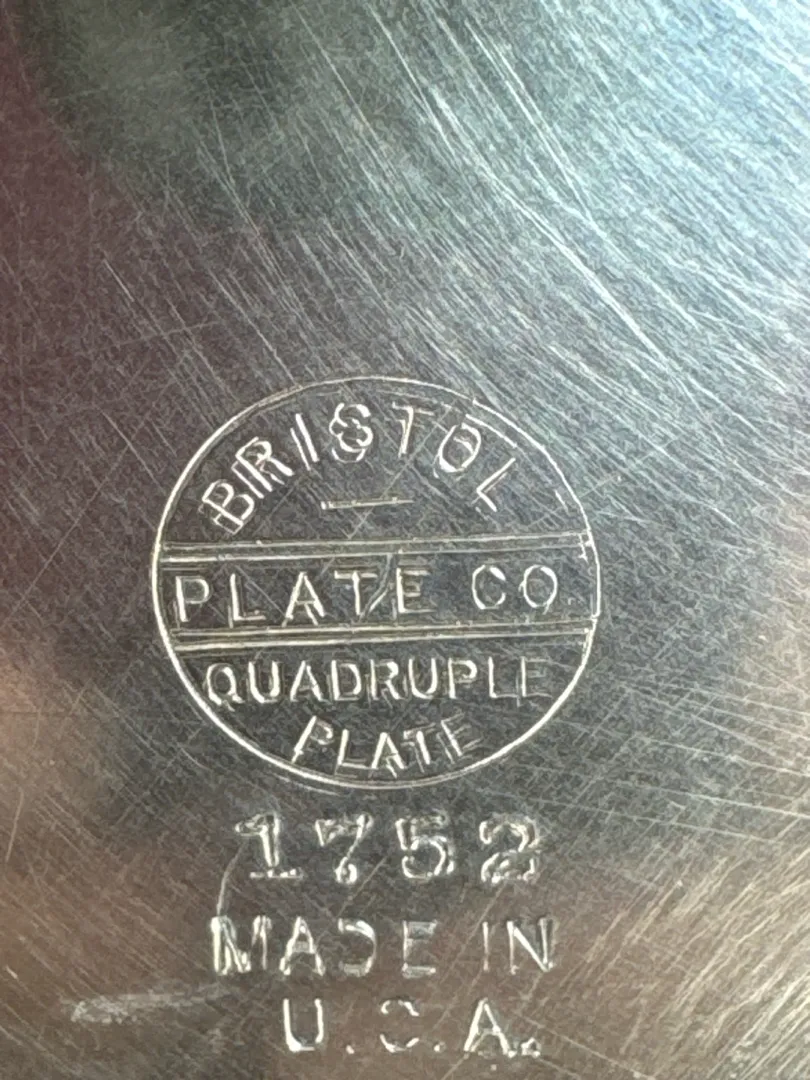 BRISTOL
PLATE CO.
QUADRUPLE
PLATE
1752
MADE IN
U.S.A.